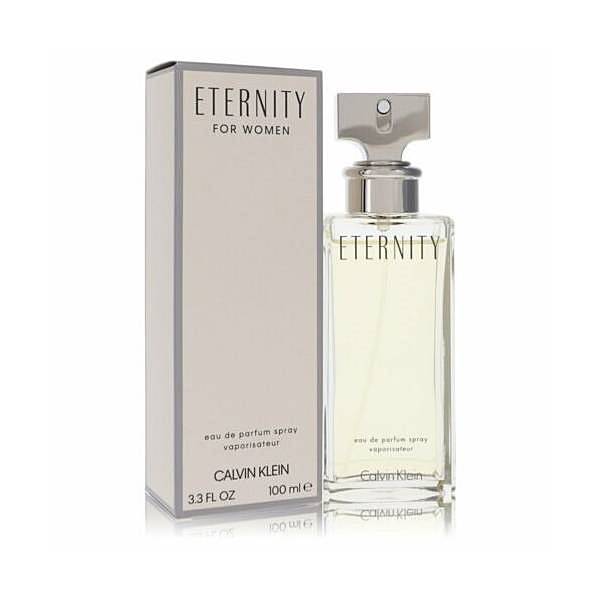 ETERNITY
FOR WOMEN
eau de parfum spray
vaporisateur
CALVIN KLEIN
3.3 FL OZ 100 ml e
ETERNITY
eau de parfum spray
vaporisateur
Calvin Klein